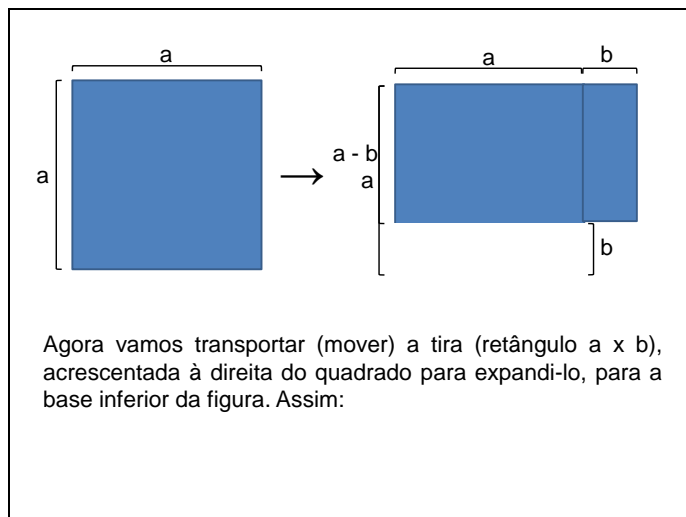 a
a b
a
a - b
a
b
Agora vamos transportar (mover) a tira (retângulo a x b),
acrescentada à direita do quadrado para expandi-lo, para a
base inferior da figura. Assim: